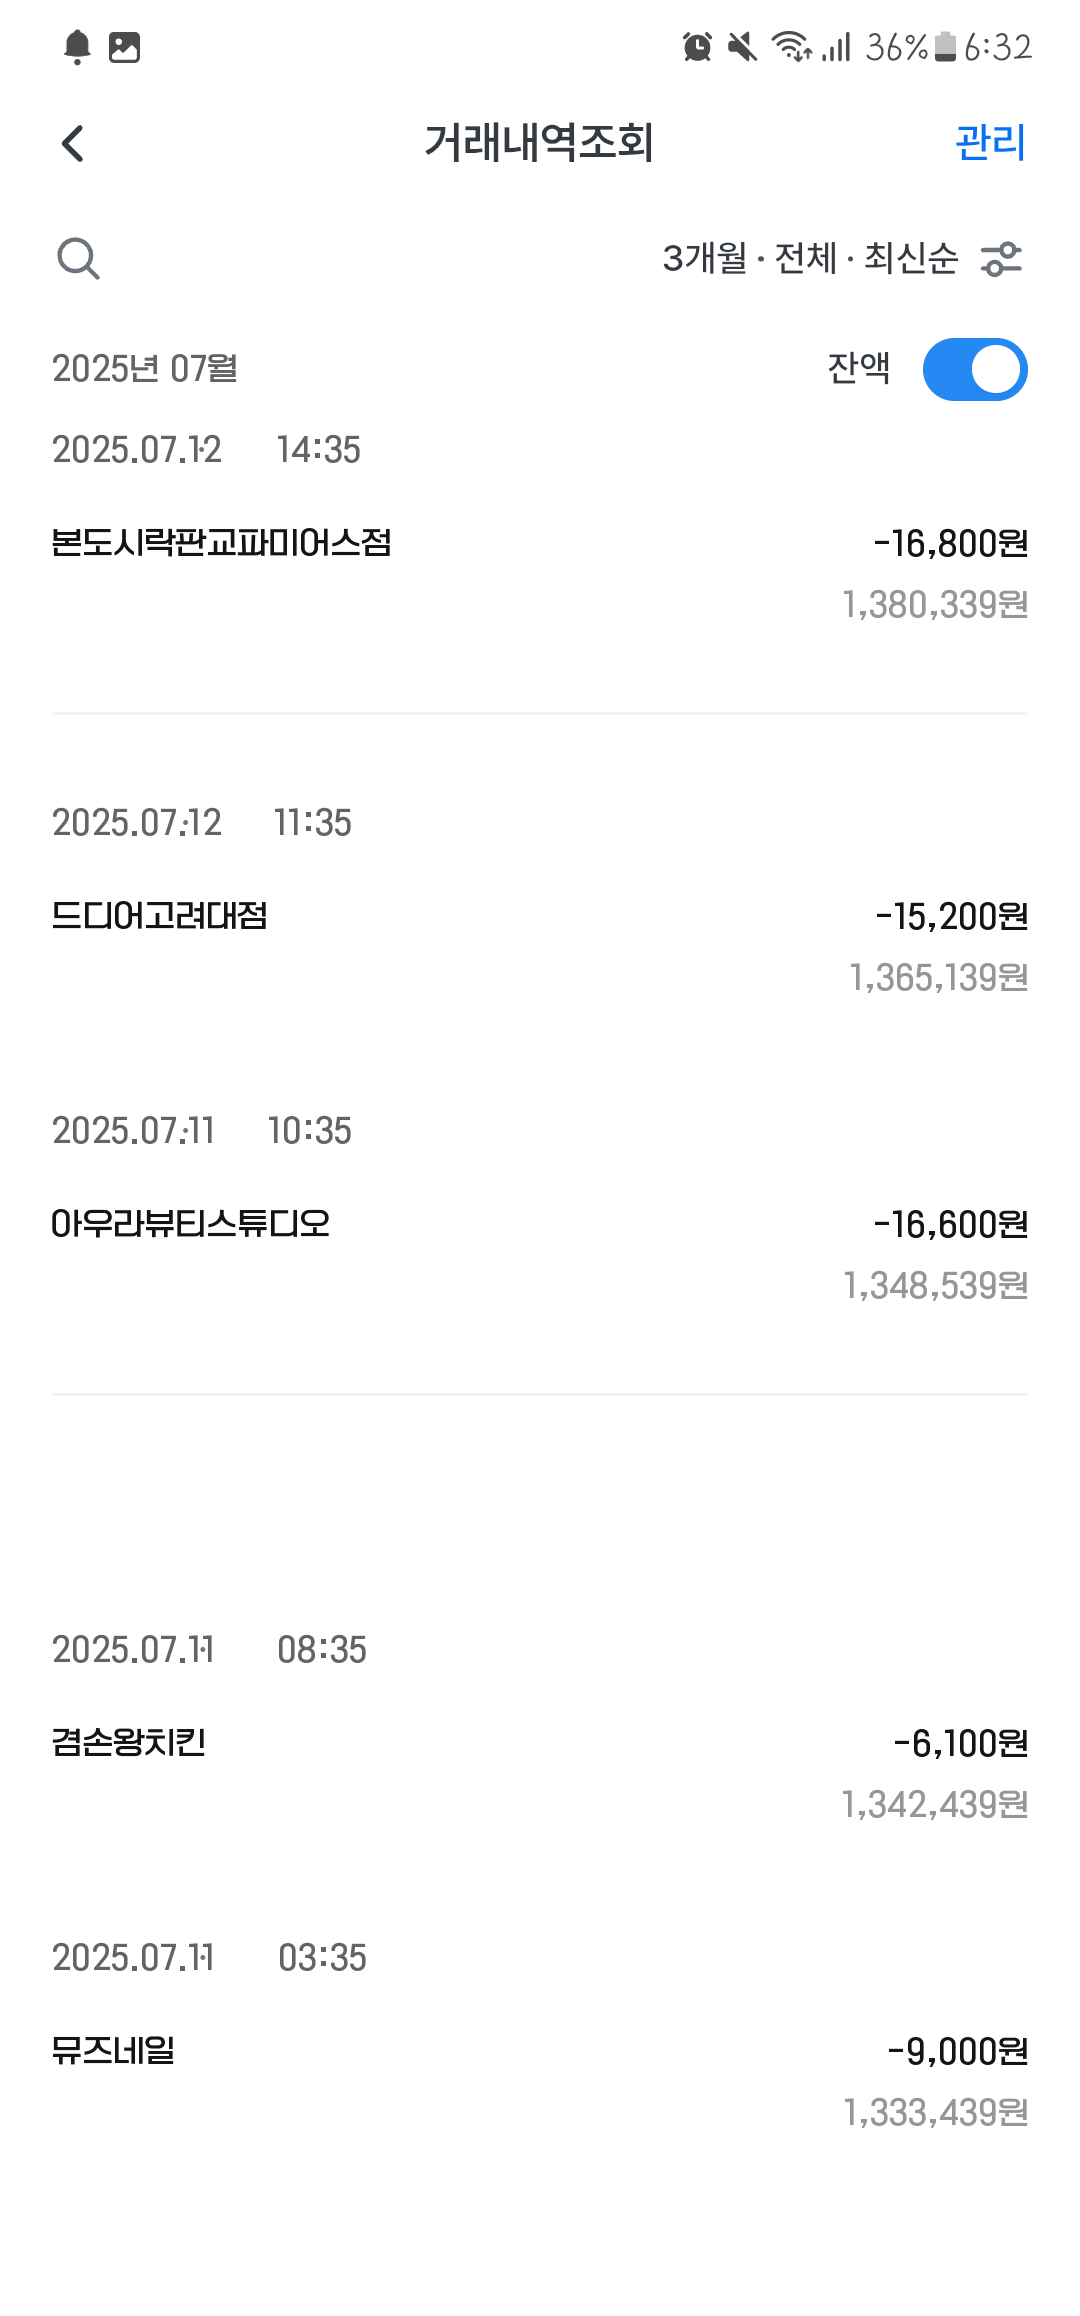 36% 6:32
거래내역조회 관리
3개월 · 전체 · 최신순
2025년 07월 잔액
2025.07.12 14:35
본도시락판교파미어스점 -16,800원
1,380,339원
2025.07.12 11:35
드디어고려대점 -15,200원
1,365,139원
2025.07.11 10:35
아우라뷰티스튜디오 -16,600원
1,348,539원
2025.07.11 08:35
겸손왕치킨 -6,100원
1,342,439원
2025.07.11 03:35
뮤즈네일 -9,000원
1,333,439원